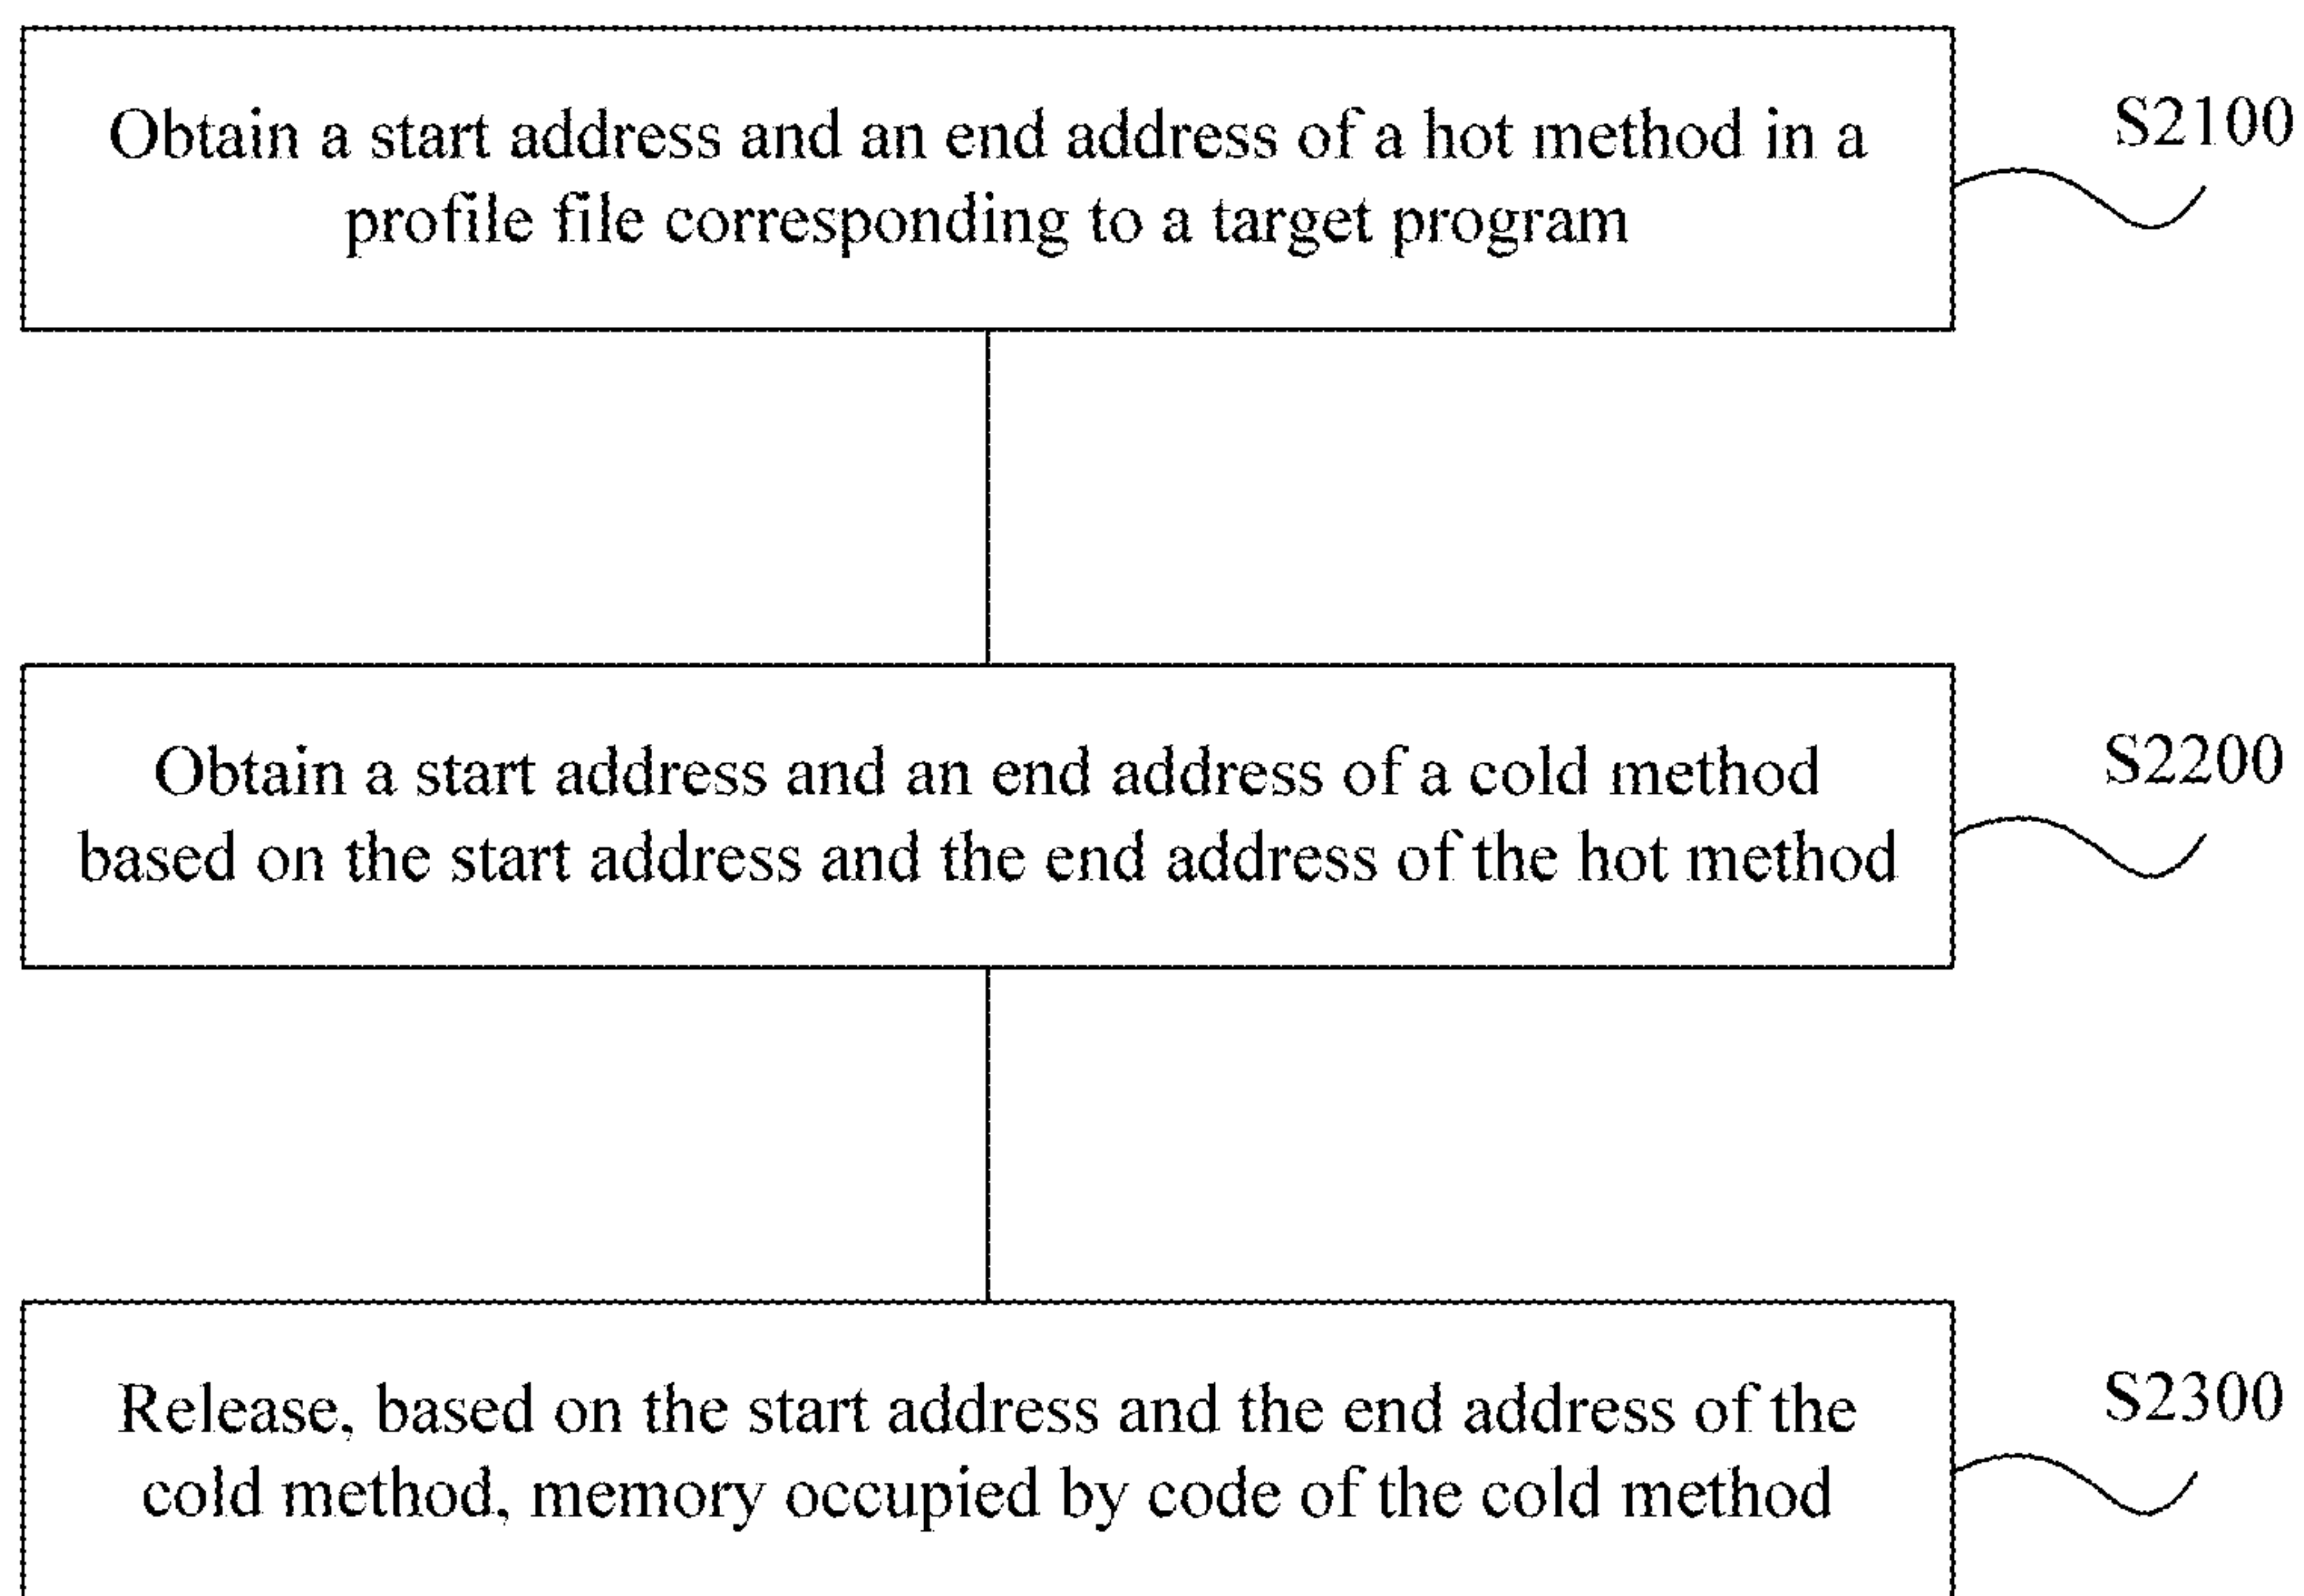 Obtain a start address and an end address of a hot method in a
profile file corresponding to a target program
S2100
Obtain a start address and an end address of a cold method
based on the start address and the end address of the hot method
S2200
Release, based on the start address and the end address of the
cold method, memory occupied by code of the cold method
S2300